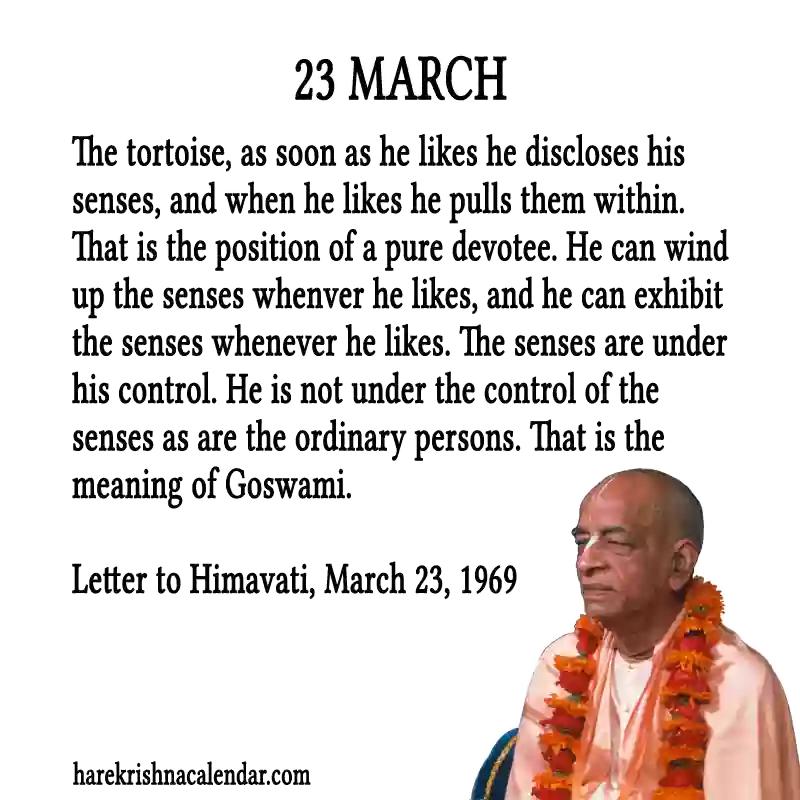 23 MARCH
The tortoise, as soon as he likes he discloses his
senses, and when he likes he pulls them within.
That is the position of a pure devotee. He can wind
up the senses whenver he likes, and he can exhibit
the senses whenever he likes. The senses are under
his control. He is not under the control of the
senses as are the ordinary persons. That is the
meaning of Goswami.
Letter to Himavati, March 23, 1969
harekrishnacalendar.com